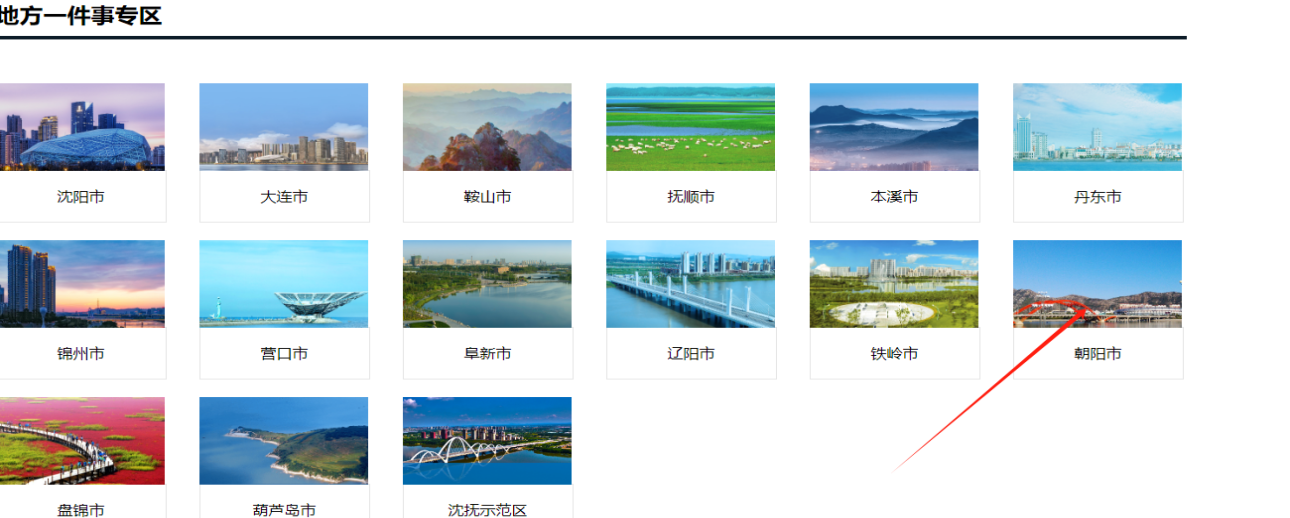 地方一件事专区
沈阳市
大连市
鞍山市
抚顺市
本溪市
丹东市
锦州市
营口市
阜新市
辽阳市
铁岭市
朝阳市
盘锦市
葫芦岛市
沈抚示范区